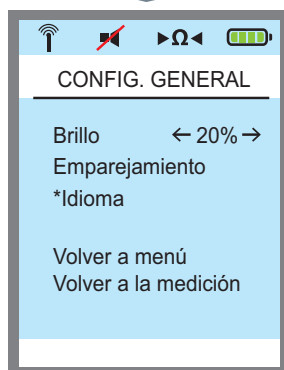 ►Ω◄
CONFIG. GENERAL
Brillo ← 20% →
Emparejamiento
*Idioma
Volver a menú
Volver a la medición